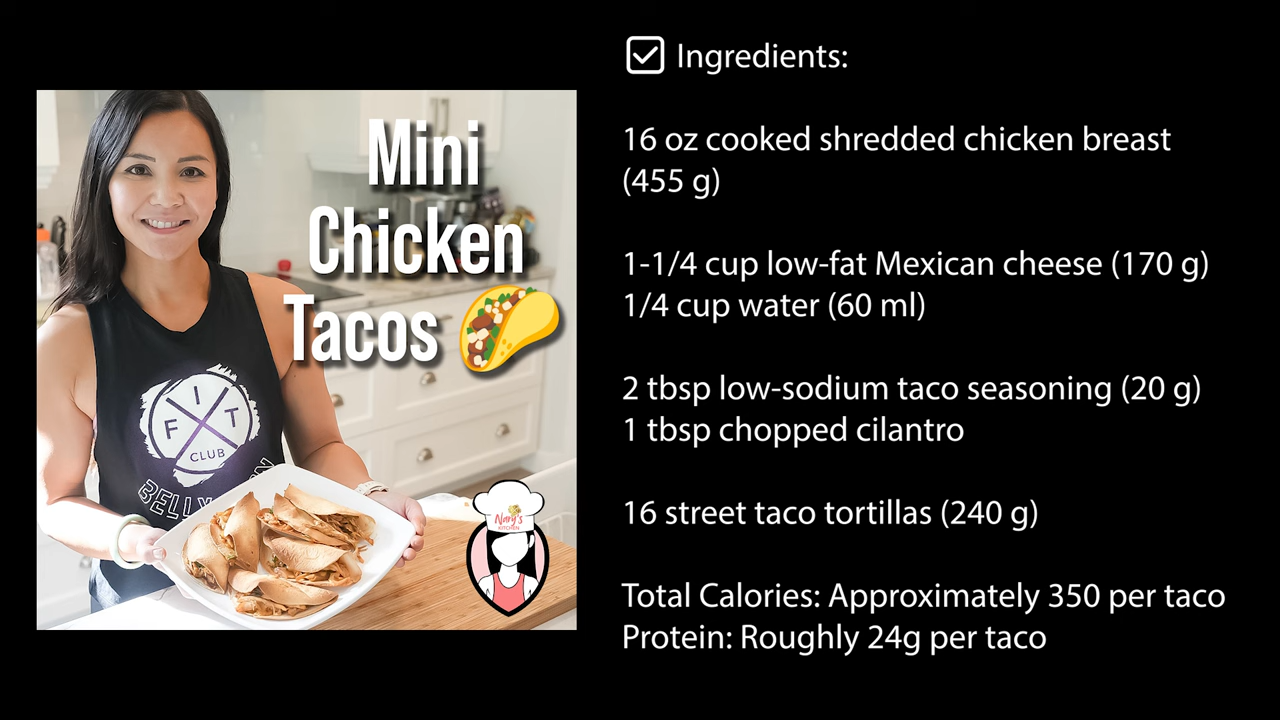 Mini
Chicken
Tacos
F I T
CLUB
BELLY
Nary's
KITCHEN
Ingredients:
16 oz cooked shredded chicken breast
(455 g)
1-1/4 cup low-fat Mexican cheese (170 g)
1/4 cup water (60 ml)
2 tbsp low-sodium taco seasoning (20 g)
1 tbsp chopped cilantro
16 street taco tortillas (240 g)
Total Calories: Approximately 350 per taco
Protein: Roughly 24g per taco